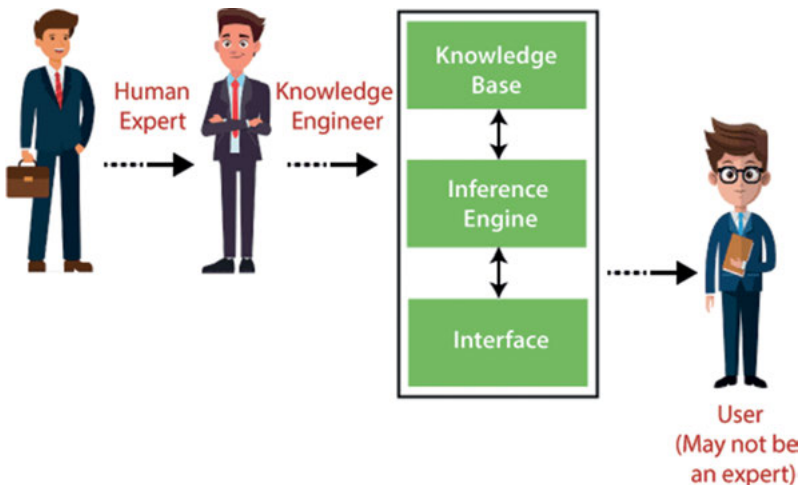 Human
Expert
Knowledge
Engineer
Knowledge
Base
Inference
Engine
Interface
User
(May not be
an expert)